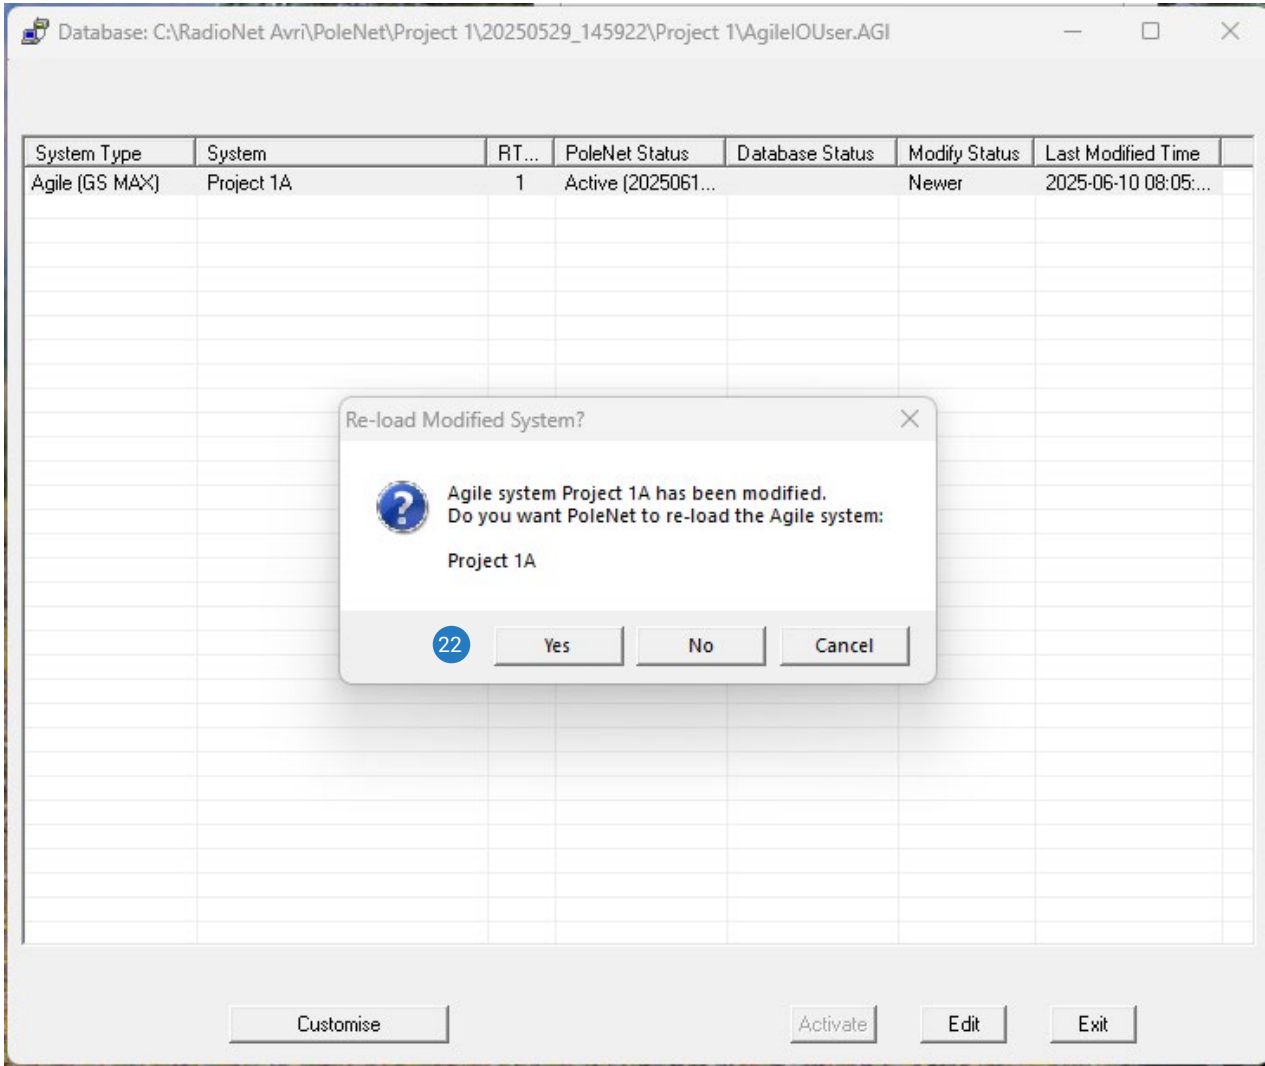 Database: C:\RadioNet Avri\PoleNet\Project 1\20250529_145922\Project 1\AgileIOUser.AGI
System Type System RT... PoleNet Status Database Status Modify Status Last Modified Time
Agile (GS MAX) Project 1A 1 Active (2025061... Newer 2025-06-10 08:05:...
Re-load Modified System?
Agile system Project 1A has been modified.
Do you want PoleNet to re-load the Agile system:
Project 1A
22 Yes No Cancel
Customise Activate Edit Exit